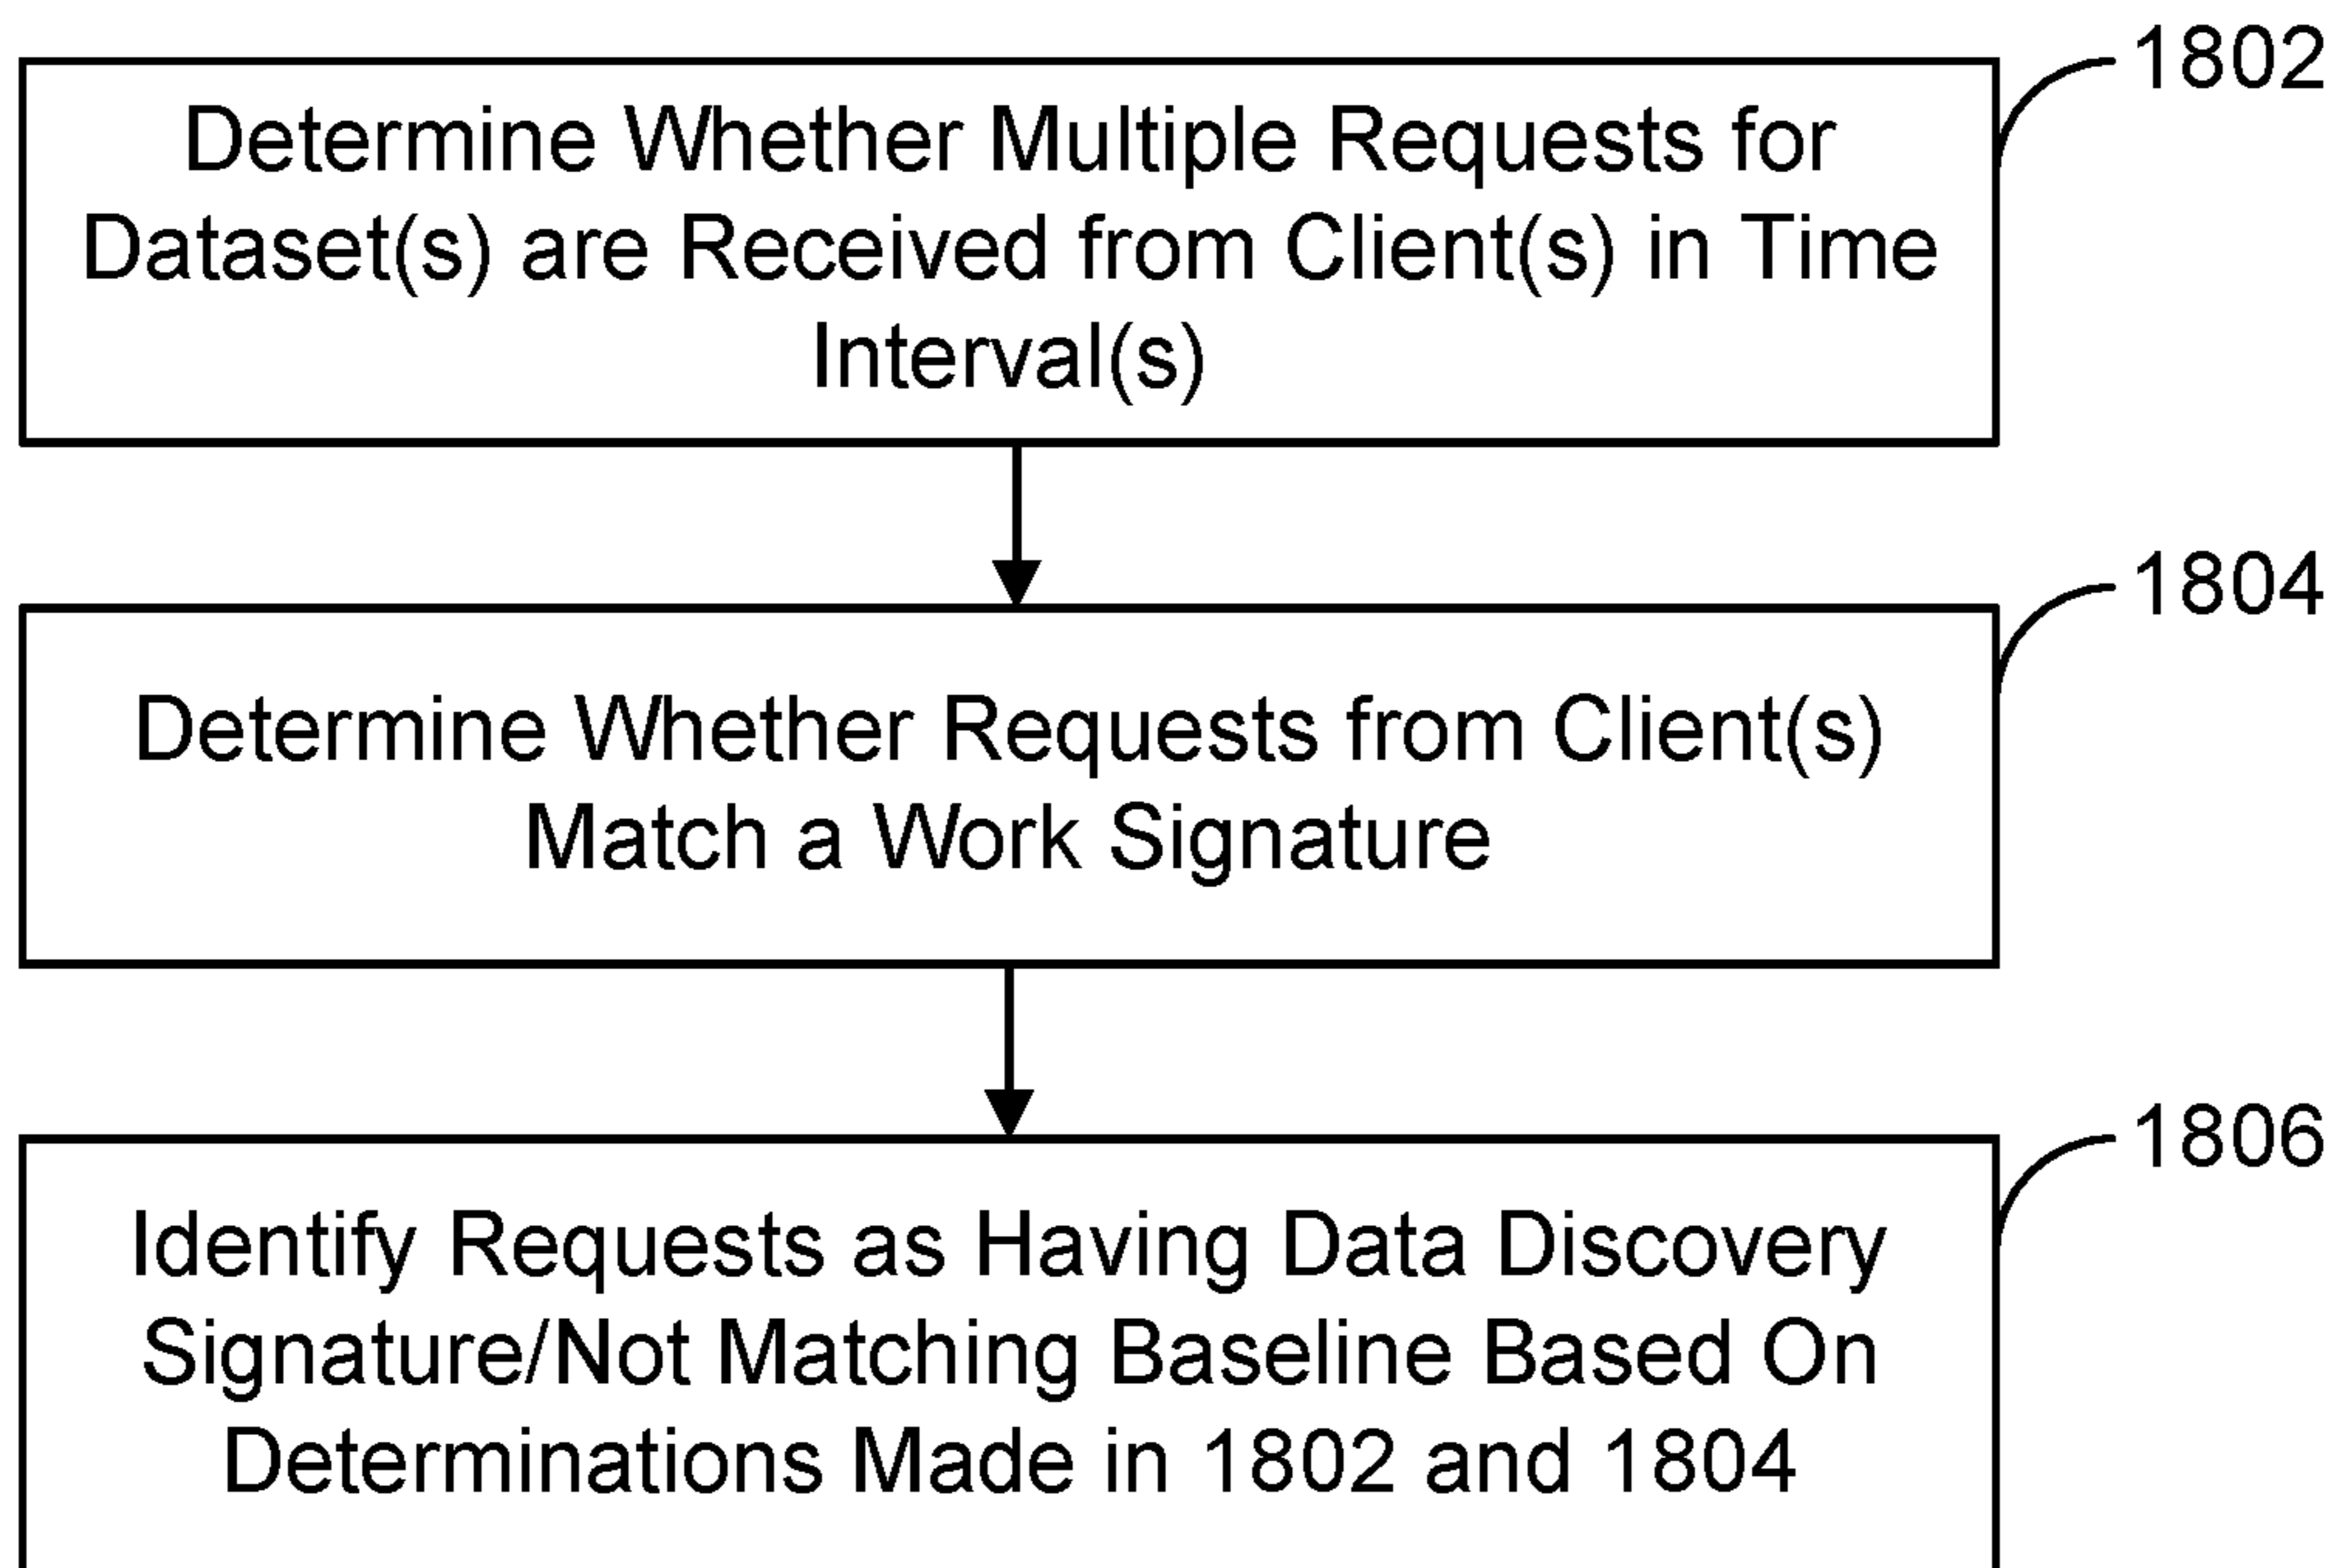 1802
Determine Whether Multiple Requests for
Dataset(s) are Received from Client(s) in Time
Interval(s)
1804
Determine Whether Requests from Client(s)
Match a Work Signature
1806
Identify Requests as Having Data Discovery
Signature/Not Matching Baseline Based On
Determinations Made in 1802 and 1804